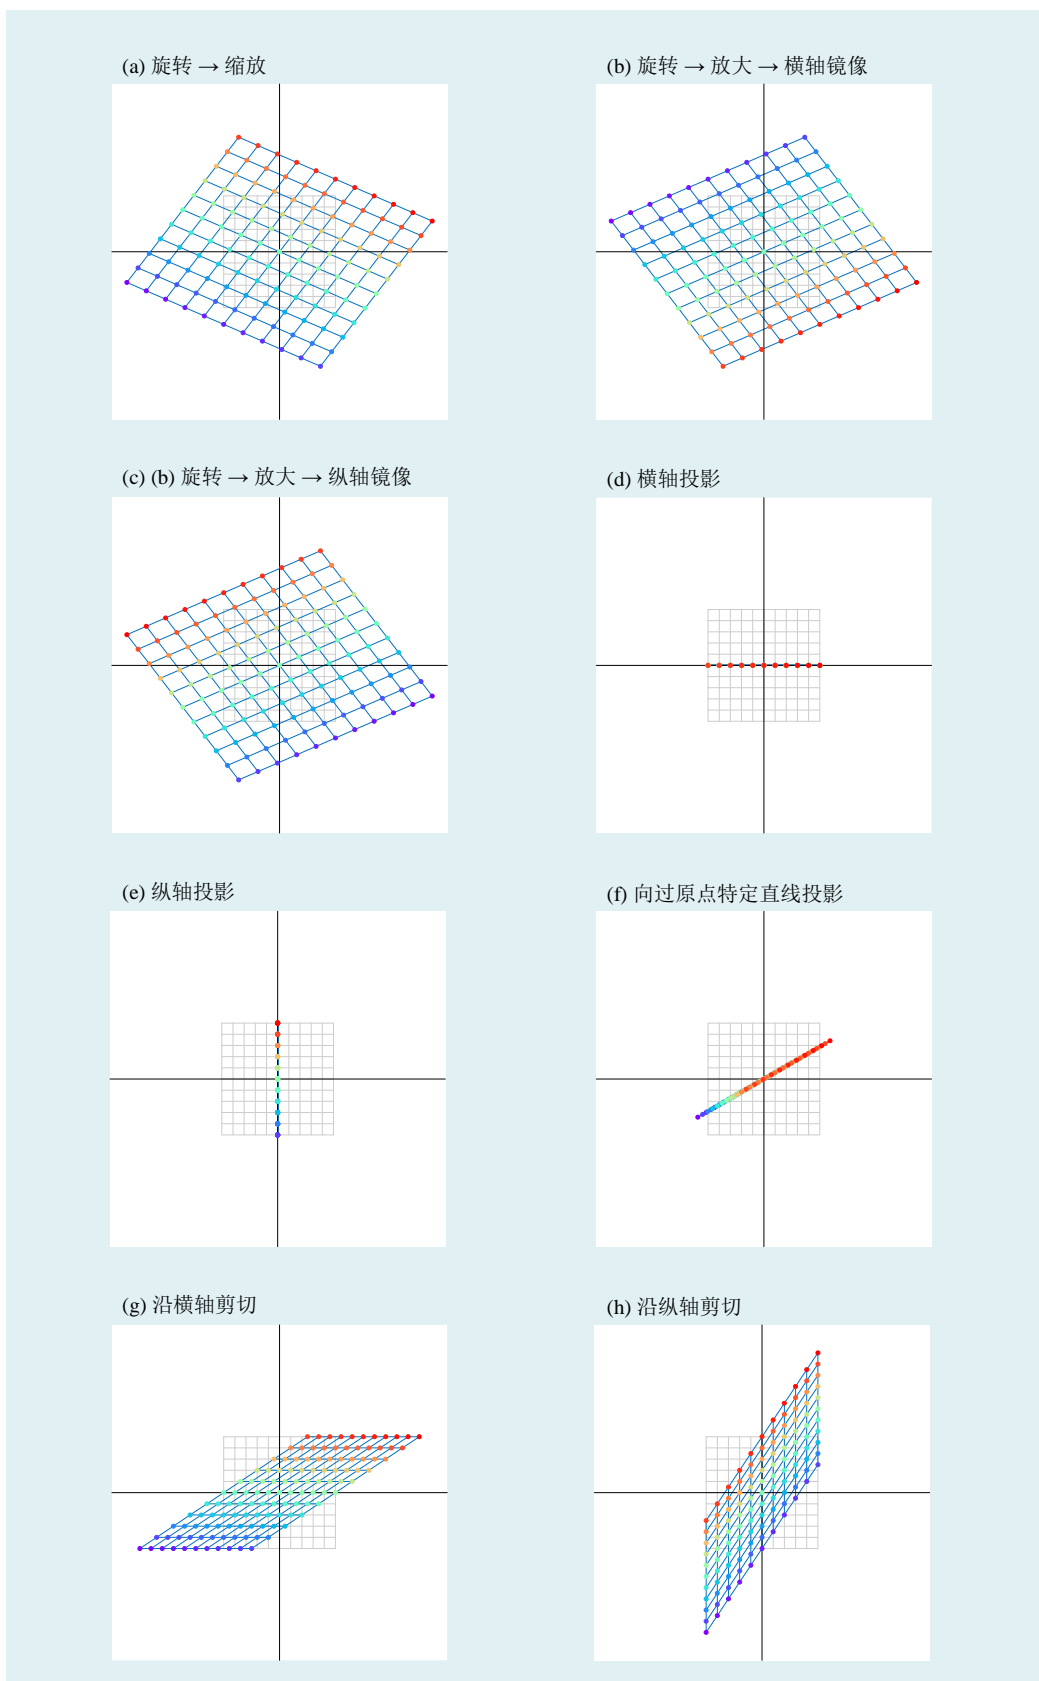 (a) 旋转 → 缩放
(b) 旋转 → 放大 → 横轴镜像
(c) (b) 旋转 → 放大 → 纵轴镜像
(d) 横轴投影
(e) 纵轴投影
(f) 向过原点特定直线投影
(g) 沿横轴剪切
(h) 沿纵轴剪切